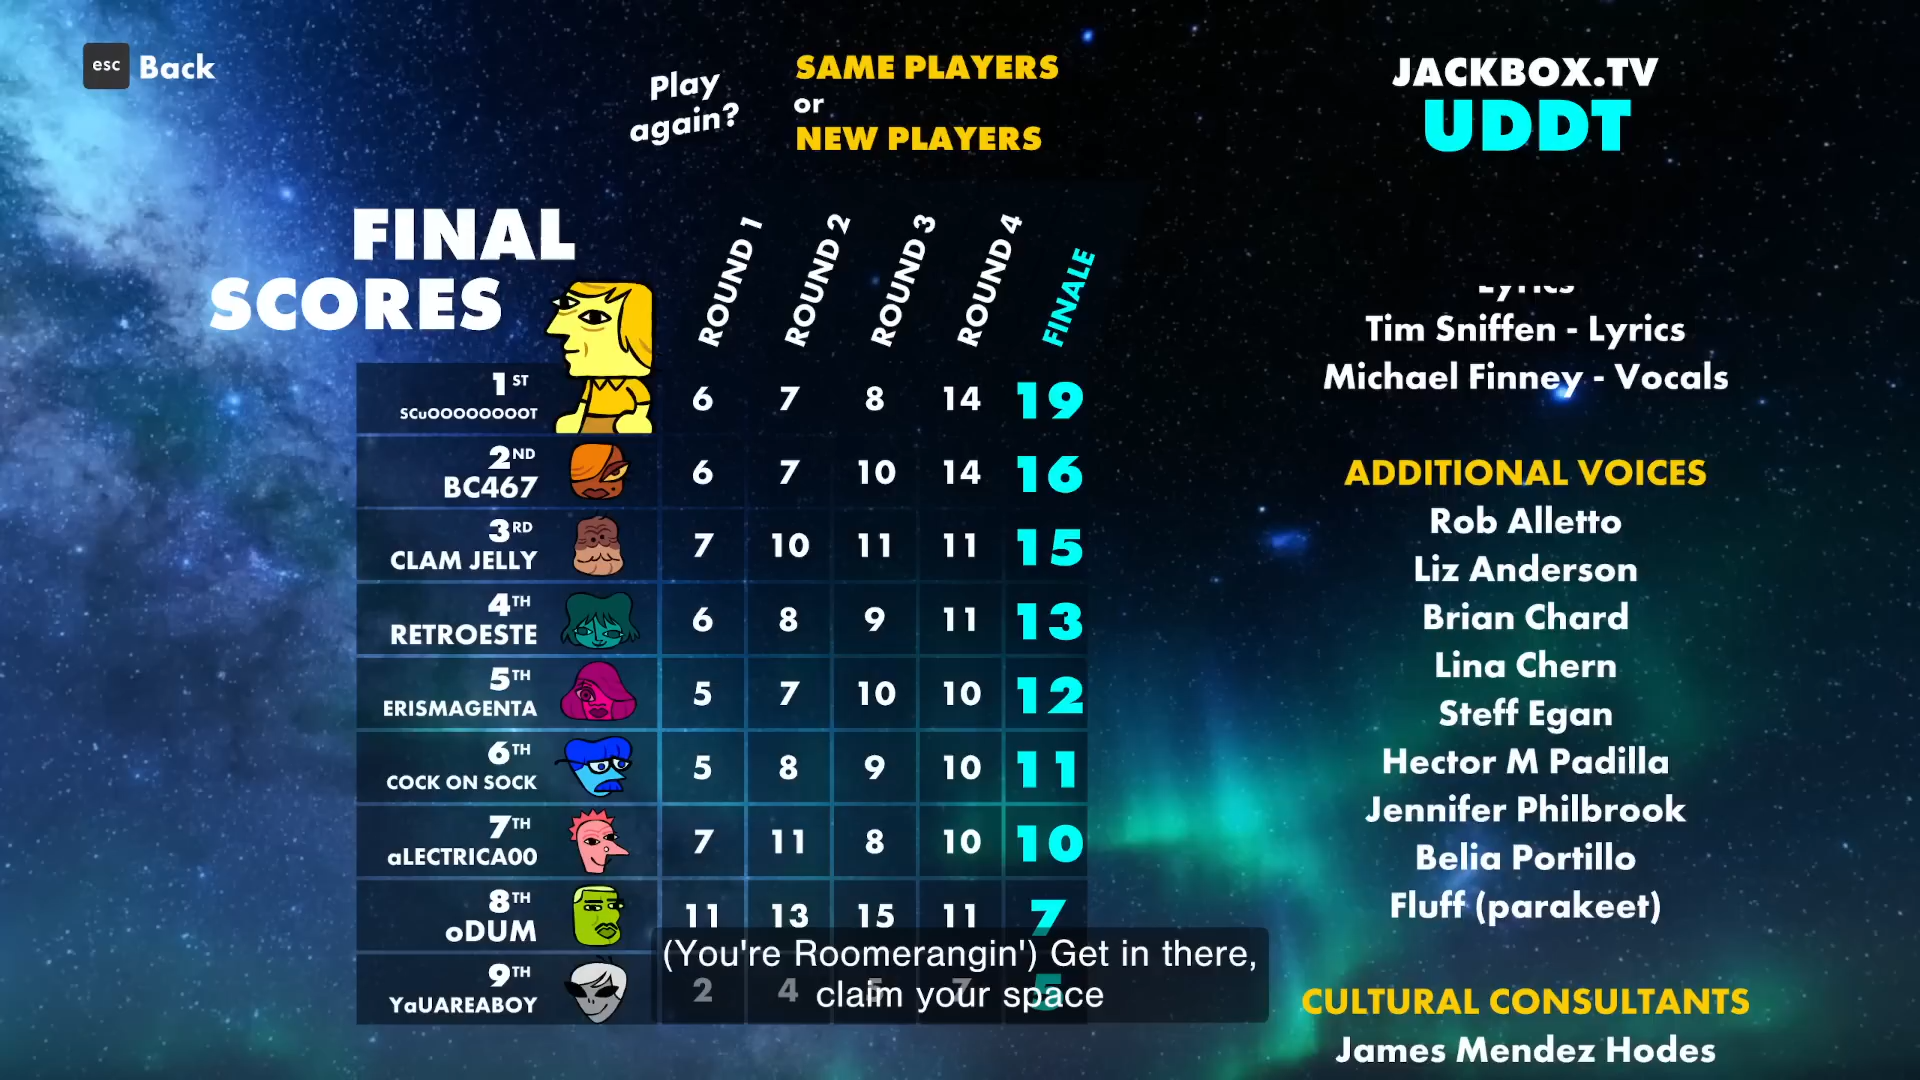 esc Back
Play again?
SAME PLAYERS
or
NEW PLAYERS
JACKBOX.TV
UDDT
FINAL
SCORES
ROUND 1 ROUND 2 ROUND 3 ROUND 4 FINALE
1ST
SCuOOOOOOOOT 6 7 8 14 19
2ND
BC467 6 7 10 14 16
3RD
CLAM JELLY 7 10 11 11 15
4TH
RETROESTE 6 8 9 11 13
5TH
ERISMAGENTA 5 7 10 10 12
6TH
COCK ON SOCK 5 8 9 10 11
7TH
aLECTRICA00 7 11 8 10 10
8TH
oDUM 11 13 15 11 7
9TH
YaUAREABOY 2 4 5 7 5
(You're Roomerangin') Get in there,
claim your space
Lyrics
Tim Sniffen - Lyrics
Michael Finney - Vocals
ADDITIONAL VOICES
Rob Alletto
Liz Anderson
Brian Chard
Lina Chern
Steff Egan
Hector M Padilla
Jennifer Philbrook
Belia Portillo
Fluff (parakeet)
CULTURAL CONSULTANTS
James Mendez Hodes